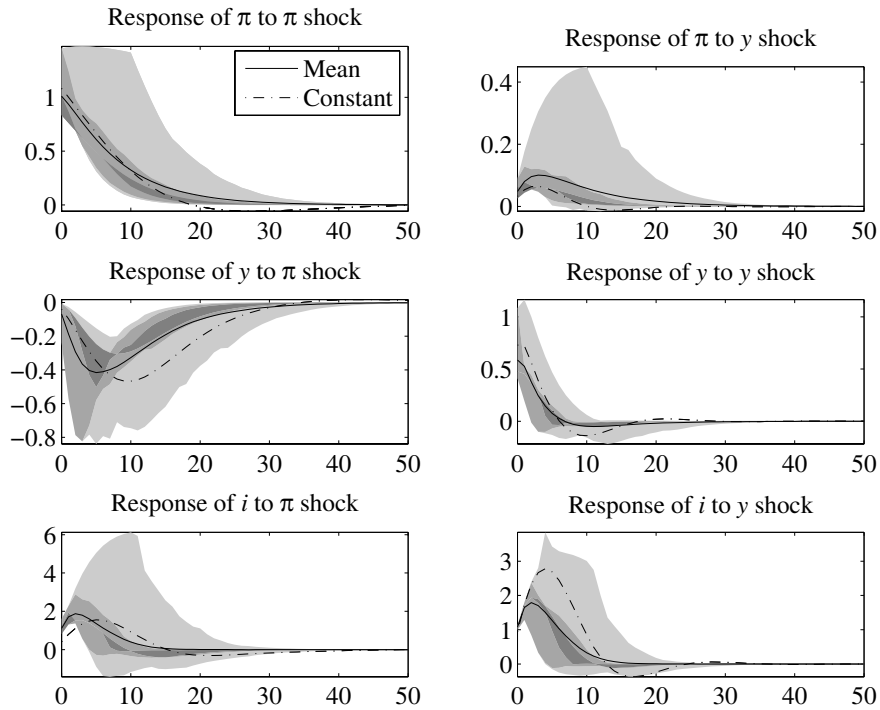 Response of π to π shock
1
0.5
0
0 10 20 30 40 50
Mean
Constant
Response of π to y shock
0.4
0.2
0
0 10 20 30 40 50
Response of y to π shock
0
−0.2
−0.4
−0.6
−0.8
0 10 20 30 40 50
Response of y to y shock
1
0.5
0
0 10 20 30 40 50
Response of i to π shock
6
4
2
0
0 10 20 30 40 50
Response of i to y shock
3
2
1
0
0 10 20 30 40 50